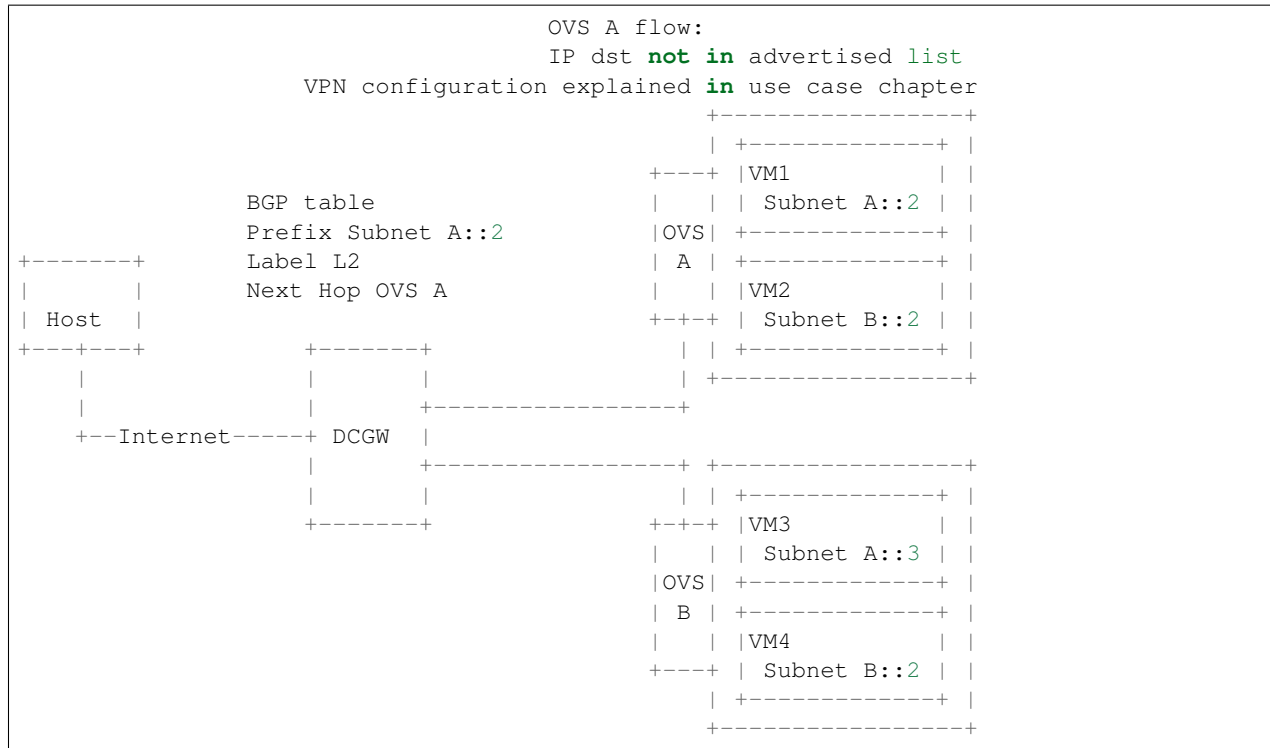 OVS A flow:
IP dst not in advertised list
VPN configuration explained in use case chapter
+-----------------+
| +-------------+ |
+---+ |VM1 | |
BGP table | | | Subnet A::2 | |
Prefix Subnet A::2 |OVS| +-------------+ |
+-------+ Label L2 | A | +-------------+ |
| | Next Hop OVS A | | |VM2 | |
| Host | +-+-+ | Subnet B::2 | |
+---+---+ +-------+ | | +-------------+ |
| | | | +-----------------+
| | +-----------------+
+--Internet-----+ DCGW |
| +-----------------+ +-----------------+
| | | | +-------------+ |
+-------+ +-+-+ |VM3 | |
| | | Subnet A::3 | |
|OVS| +-------------+ |
| B | +-------------+ |
| | |VM4 | |
+---+ | Subnet B::2 | |
| +-------------+ |
+-----------------+